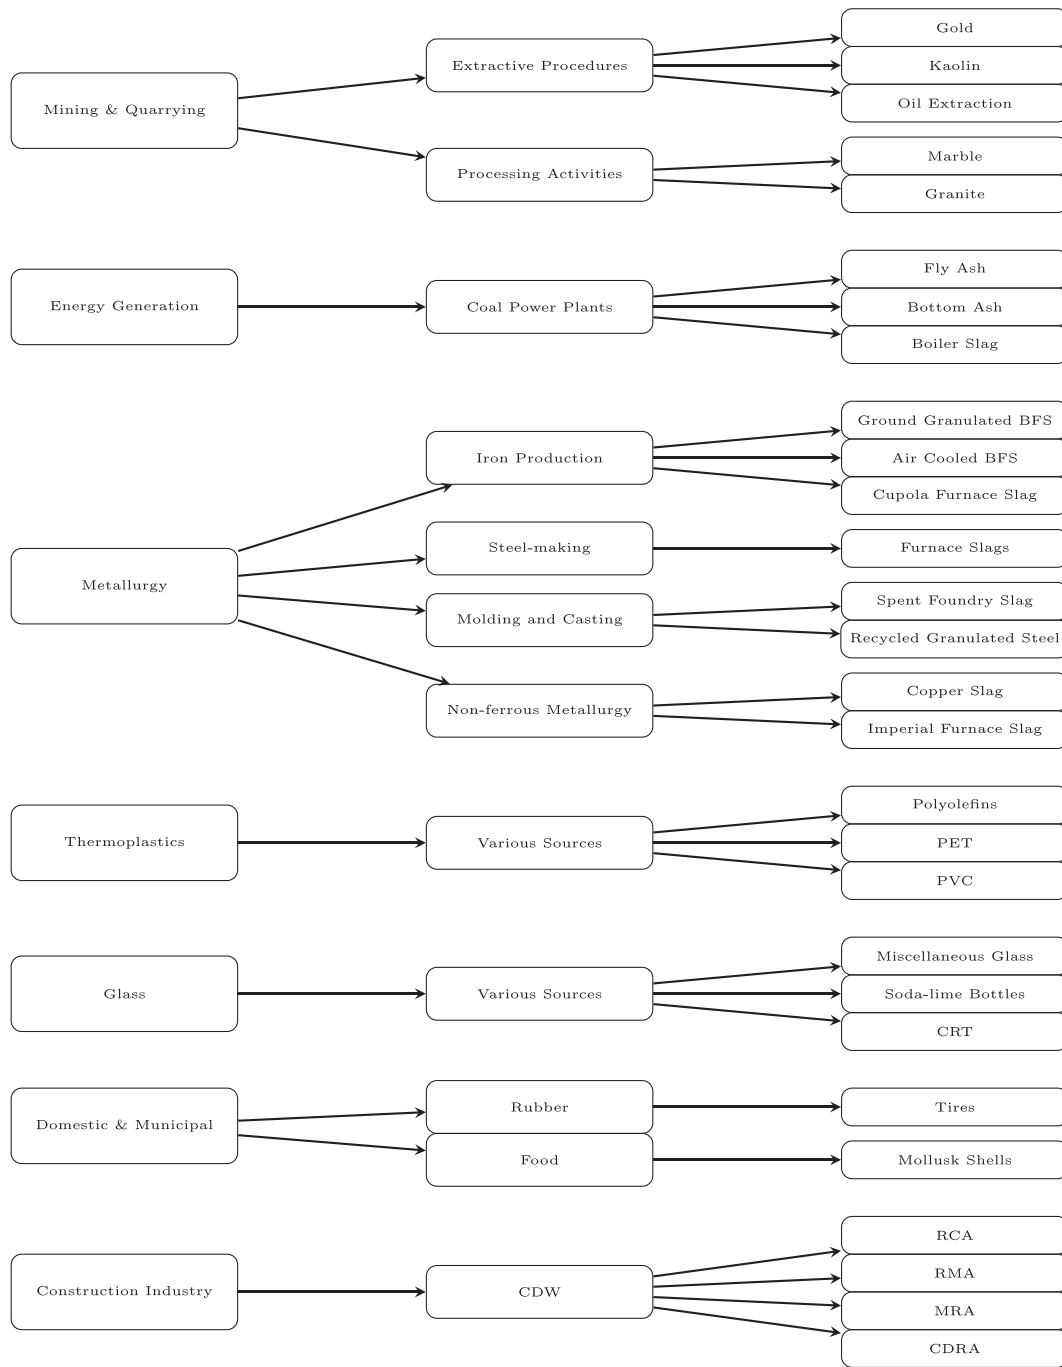 Mining & Quarrying
Extractive Procedures
Gold
Kaolin
Oil Extraction
Processing Activities
Marble
Granite
Energy Generation
Coal Power Plants
Fly Ash
Bottom Ash
Boiler Slag
Metallurgy
Iron Production
Ground Granulated BFS
Air Cooled BFS
Cupola Furnace Slag
Steel-making
Furnace Slags
Molding and Casting
Spent Foundry Slag
Recycled Granulated Steel
Non-ferrous Metallurgy
Copper Slag
Imperial Furnace Slag
Thermoplastics
Various Sources
Polyolefins
PET
PVC
Glass
Various Sources
Miscellaneous Glass
Soda-lime Bottles
CRT
Domestic & Municipal
Rubber
Tires
Food
Mollusk Shells
Construction Industry
CDW
RCA
RMA
MRA
CDRA